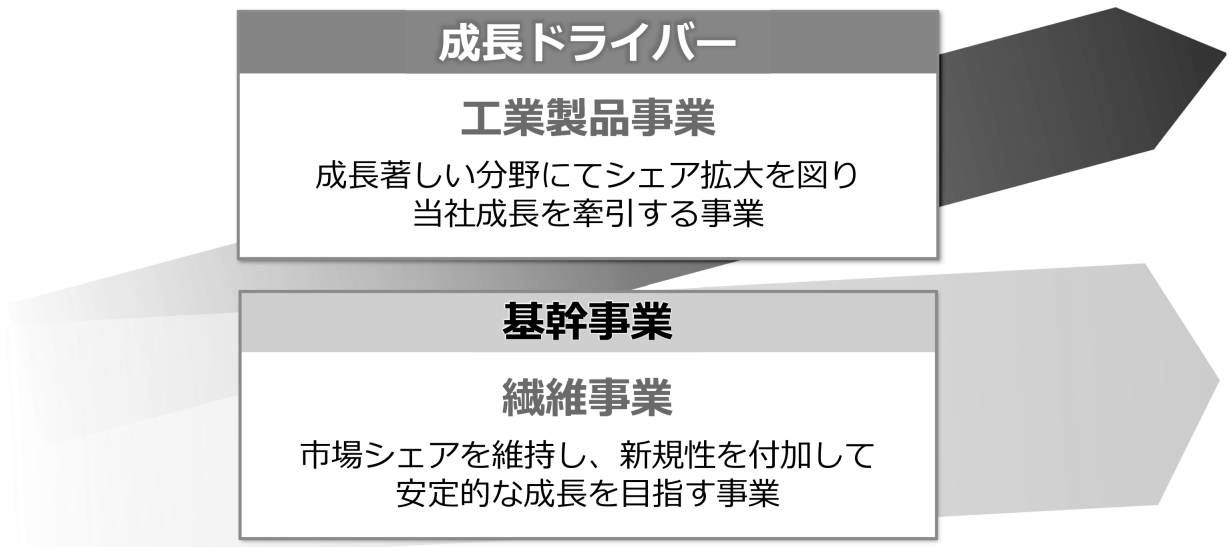 成長ドライバー
工業製品事業
成長著しい分野にてシェア拡大を図り
当社成長を牽引する事業
基幹事業
繊維事業
市場シェアを維持し、新規性を付加して
安定的な成長を目指す事業